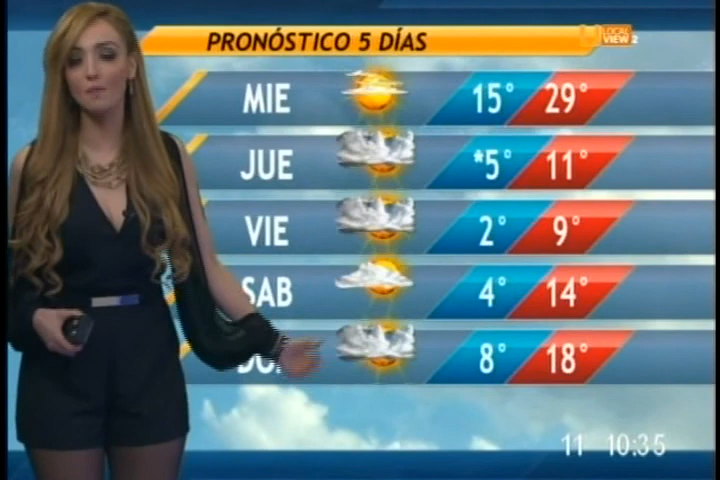 PRONÓSTICO 5 DÍAS
LOCAL
VIEW 2
MIE 15° 29°
JUE *5° 11°
VIE 2° 9°
SAB 4° 14°
DO 8° 18°
11 10:35